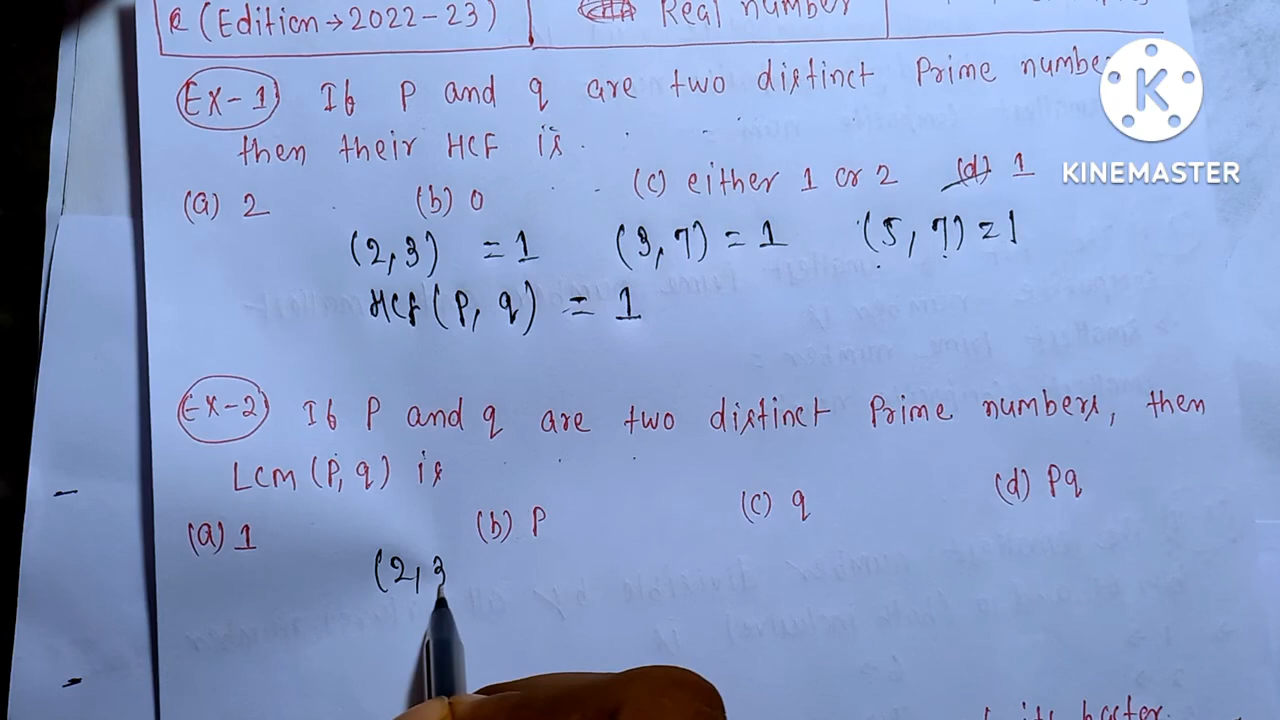 (Edition→2022-23) Real number
Ex-1 If P and q are two distinct Prime number
then their HCF is.
(a) 2 (b) 0 (c) either 1 or 2 (d) 1
(2,3) =1 (3,7)=1 (5,7)=1
HCF(P, q) = 1
Ex-2 If P and q are two distinct Prime numbers, then
Lcm (P, q) is
(a) 1 (b) P (c) q (d) Pq
(2, 3
K
KINEMASTER